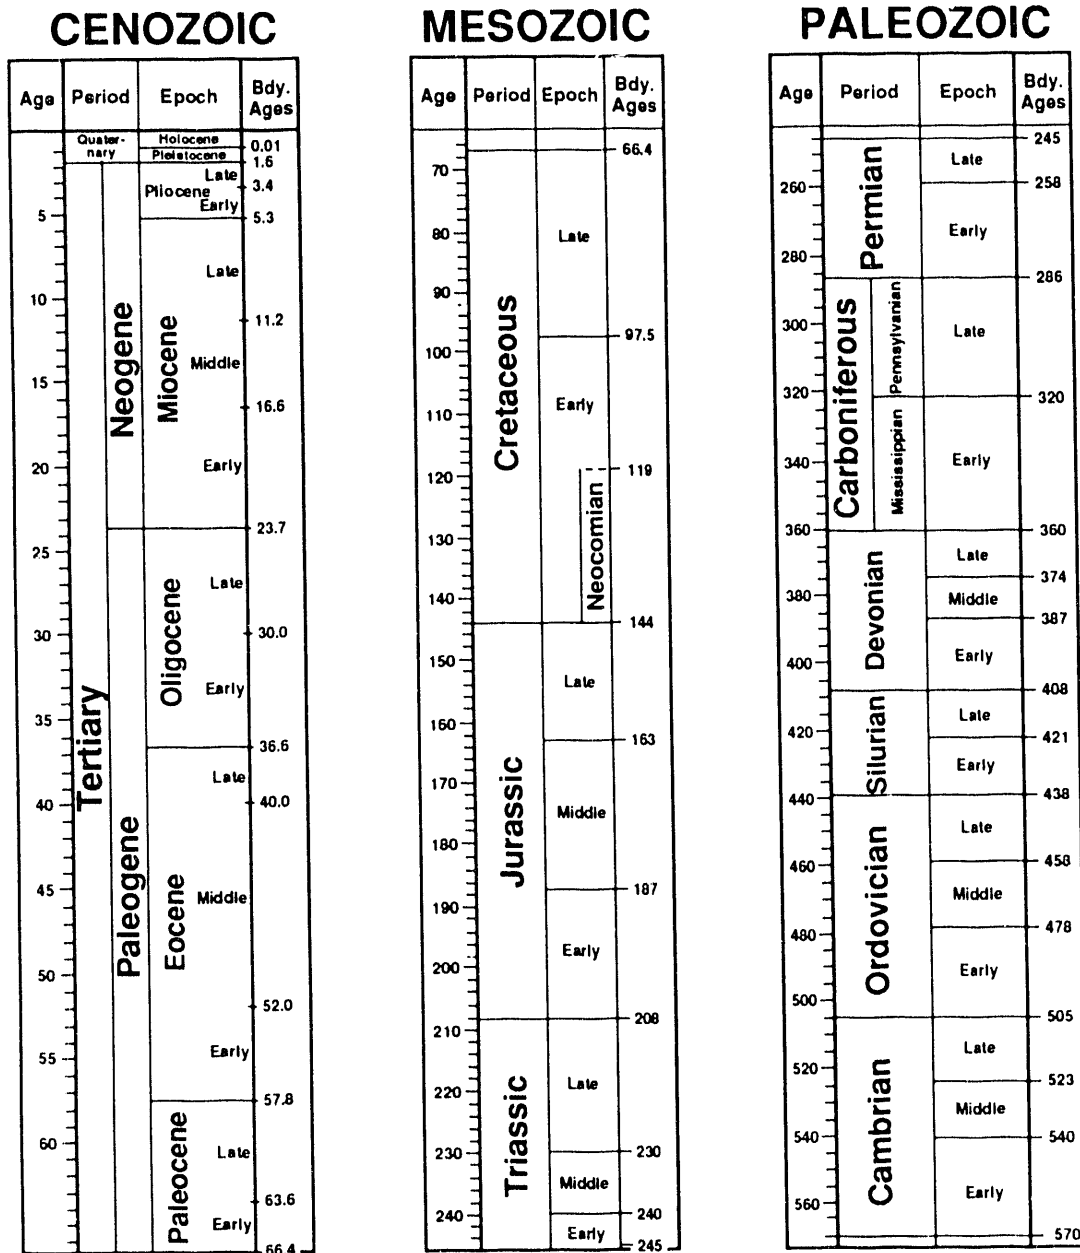 CENOZOIC
Age Period Epoch Bdy. Ages
Quater-nary
Holocene
0.01
Pleistocene
1.6
Late
Pliocene
3.4
Early
5
5.3
Late
10
Neogene
Miocene
11.2
Middle
15
16.6
Early
20
23.7
25
Late
Oligocene
30
30.0
Early
35
Tertiary
36.6
Late
40
40.0
Paleogene
Eocene
Middle
45
50
52.0
Early
55
57.8
Paleocene
60
Late
63.6
Early
66.4
MESOZOIC
Age Period Epoch Bdy. Ages
66.4
70
Late
80
90
Cretaceous
97.5
100
Early
110
119
120
Neocomian
130
140
144
150
Late
160
163
170
Jurassic
Middle
180
187
190
Early
200
208
210
Late
220
Triassic
230
230
Middle
240
240
Early
245
PALEOZOIC
Age Period Epoch Bdy. Ages
245
Late
Permian
258
260
Early
280
286
Carboniferous
Pennsylvanian
300
Late
320
320
Mississippian
340
Early
360
360
Late
Devonian
374
380
Middle
387
Early
400
408
Silurian
Late
420
421
Early
438
440
Late
Ordovician
458
460
Middle
478
480
Early
500
505
Late
Cambrian
520
523
Middle
540
540
Early
560
570